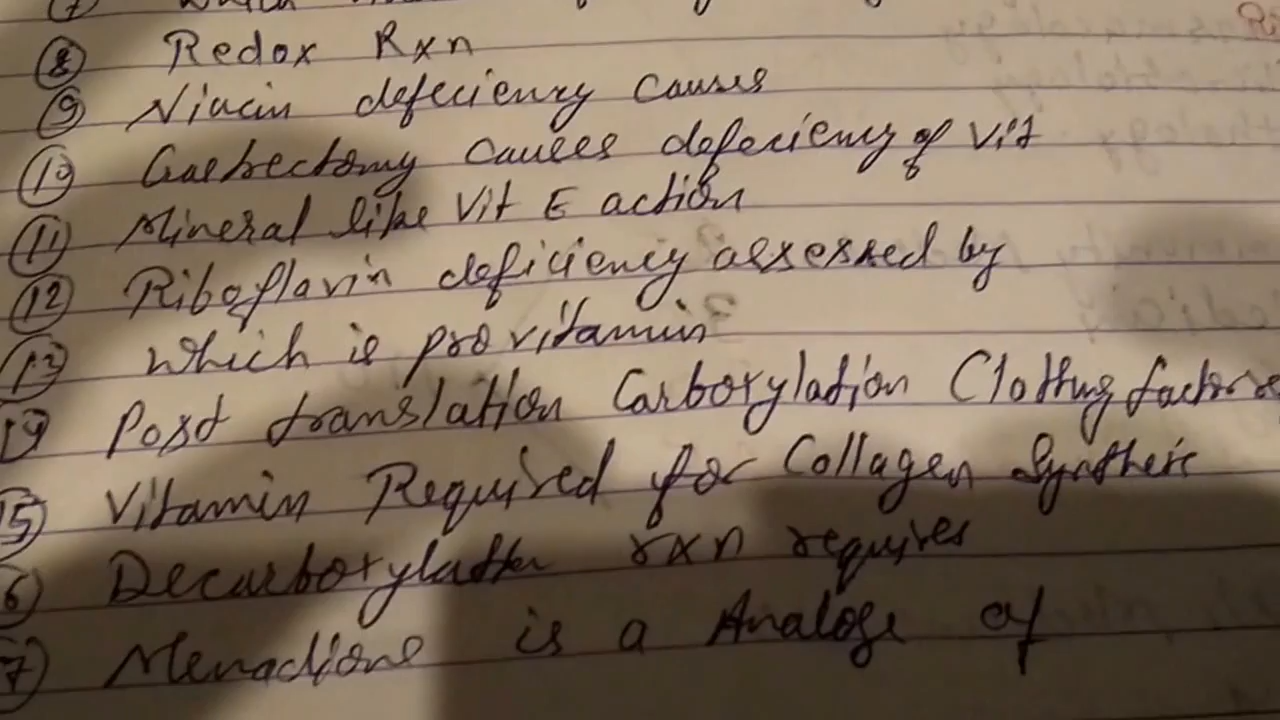 ⑧ Redox Rxn
⑨ Niacin deficiency causes
⑩ Gastrectomy causes deficiency of vit
⑪ Mineral like Vit E action
⑫ Riboflavin deficiency assessed by
⑬ which is provitamin
14 Post translation Carboxylation Clotting factors
15 Vitamin Required for Collagen Synthesis
6 Decarboxylation rxn requires
7 Menadione is a Analoge of